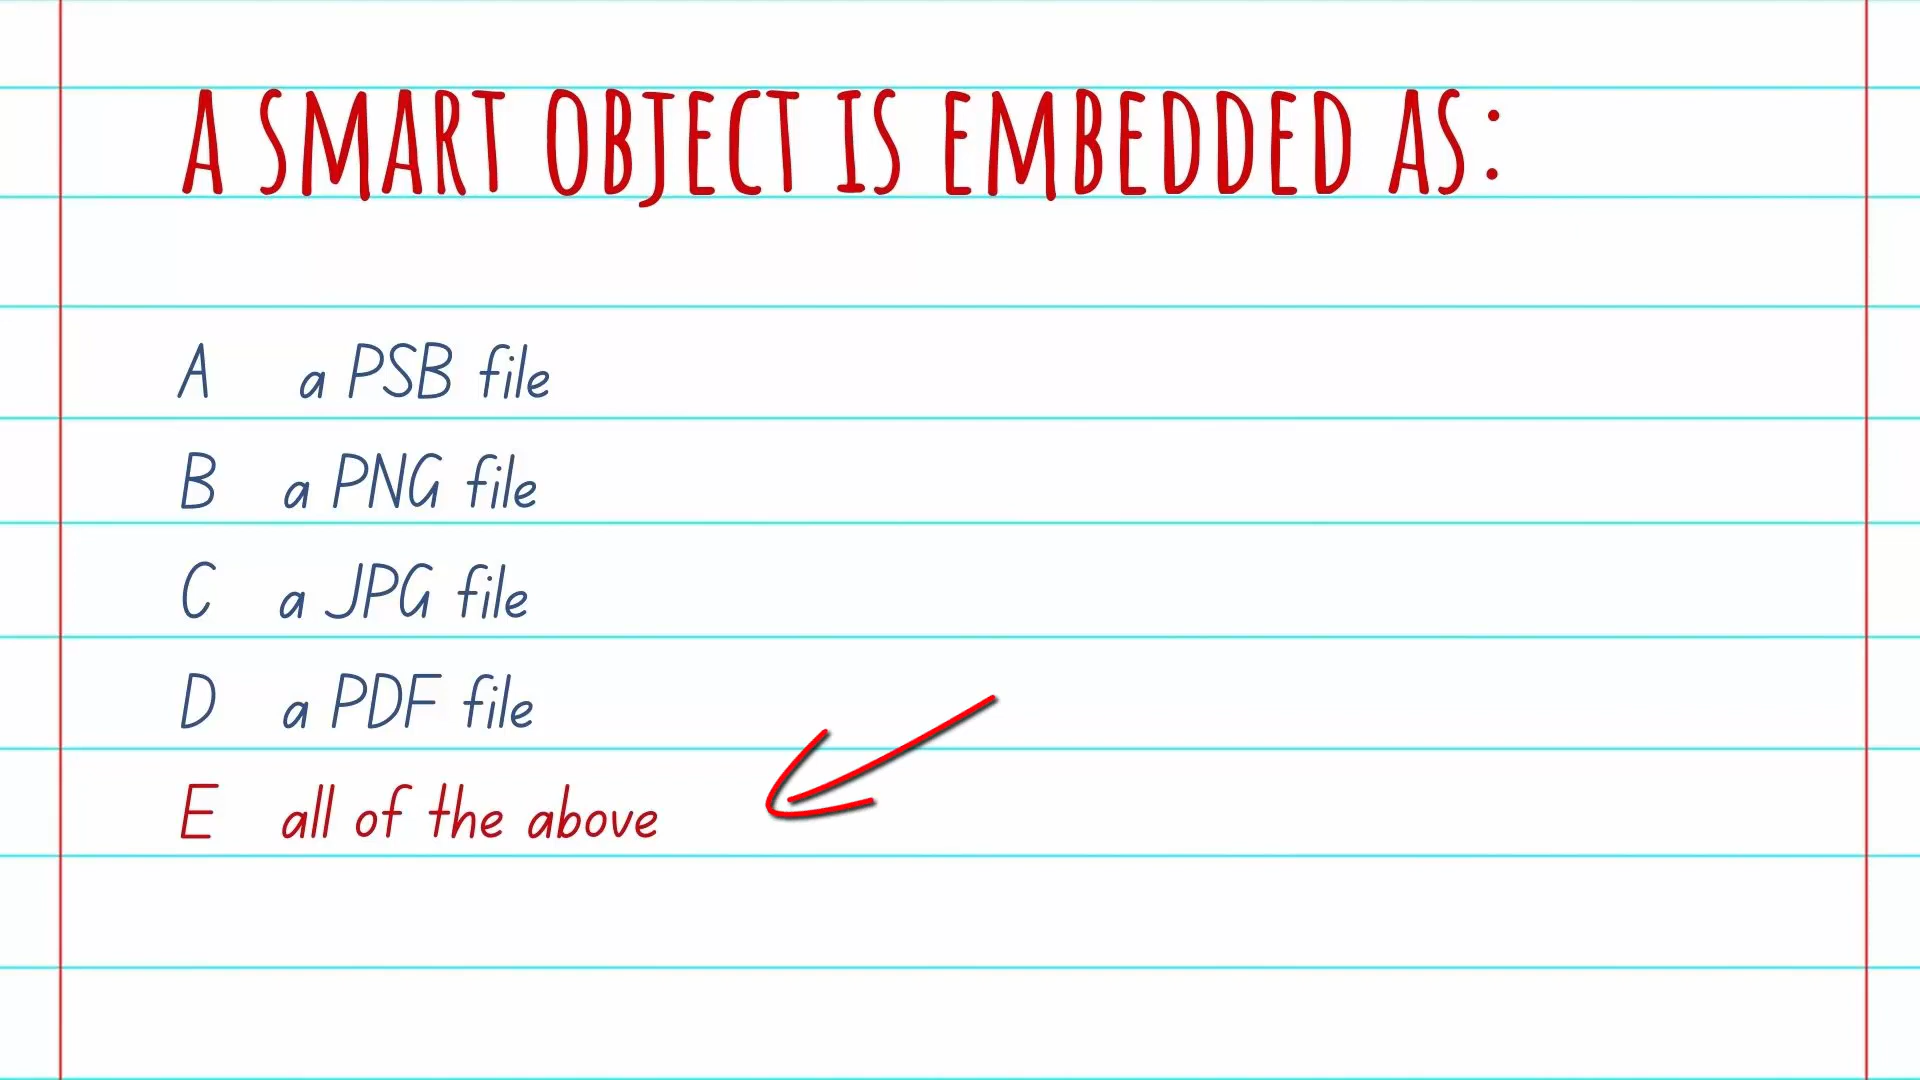 A SMART OBJECT IS EMBEDDED AS:
A a PSB file
B a PNG file
C a JPG file
D a PDF file
E all of the above